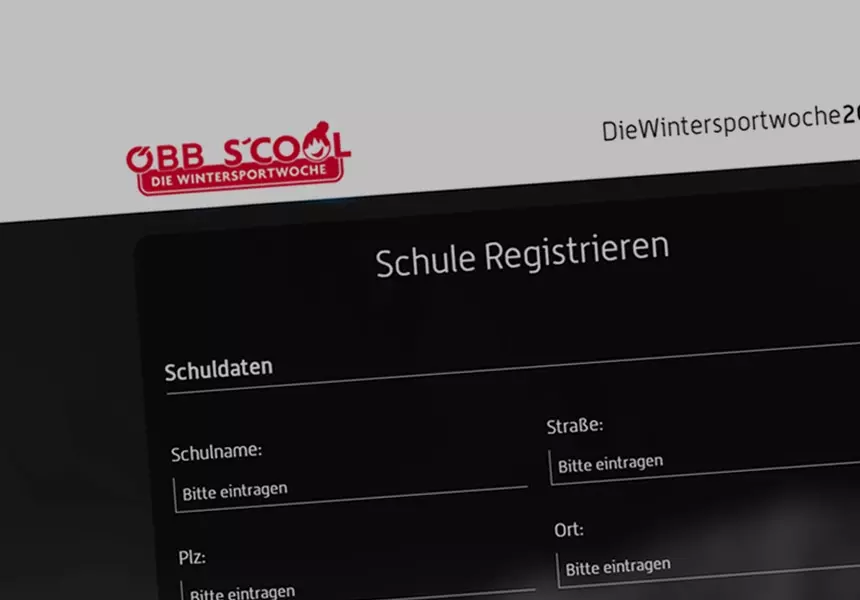 ÖBB S'COOL
DIE WINTERSPORTWOCHE
DieWintersportwoche
Schule Registrieren
Schuldaten
Schulname:
Straße:
Bitte eintragen
Bitte eintragen
Plz:
Ort:
Bitte eintragen
Bitte eintragen